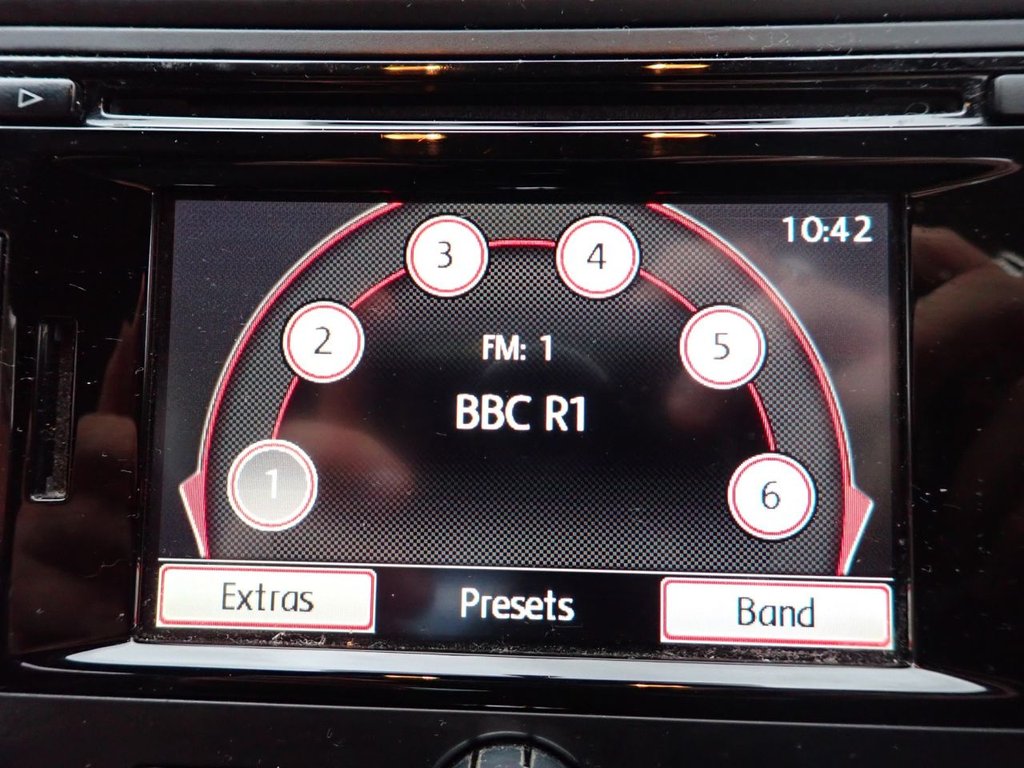 10:42
3
4
2
5
FM: 1
BBC R1
1
6
Extras
Presets
Band